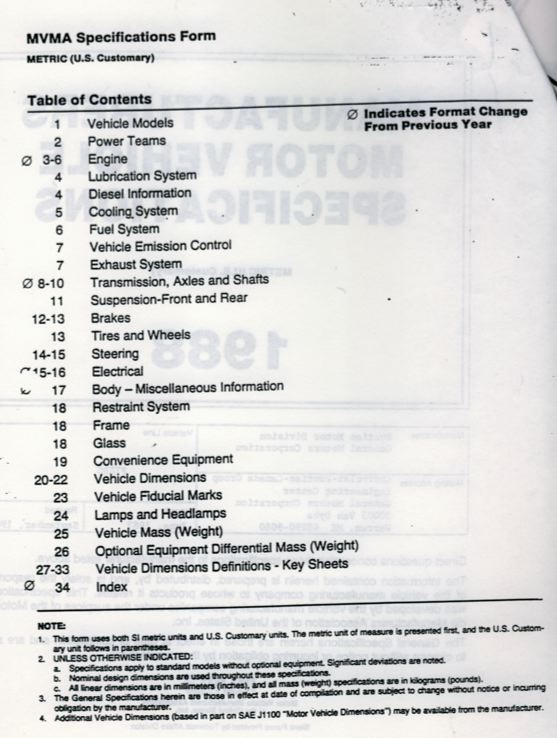 MVMA Specifications Form
METRIC (U.S. Customary)
Table of Contents
Ø Indicates Format Change
From Previous Year
1 Vehicle Models
2 Power Teams
Ø 3-6 Engine
4 Lubrication System
4 Diesel Information
5 Cooling System
6 Fuel System
7 Vehicle Emission Control
7 Exhaust System
Ø 8-10 Transmission, Axles and Shafts
11 Suspension-Front and Rear
12-13 Brakes
13 Tires and Wheels
14-15 Steering
15-16 Electrical
17 Body – Miscellaneous Information
18 Restraint System
18 Frame
18 Glass
19 Convenience Equipment
20-22 Vehicle Dimensions
23 Vehicle Fiducial Marks
24 Lamps and Headlamps
25 Vehicle Mass (Weight)
26 Optional Equipment Differential Mass (Weight)
27-33 Vehicle Dimensions Definitions - Key Sheets
Ø 34 Index
NOTE:
1. This form uses both SI metric units and U.S. Customary units. The metric unit of measure is presented first, and the U.S. Custom-
ary unit follows in parentheses.
2. UNLESS OTHERWISE INDICATED:
a. Specifications apply to standard models without optional equipment. Significant deviations are noted.
b. Nominal design dimensions are used throughout these specifications.
c. All linear dimensions are in millimeters (inches), and all mass (weight) specifications are in kilograms (pounds).
3. The General Specifications herein are those in effect at date of compilation and are subject to change without notice or incurring
obligation by the manufacturer.
4. Additional Vehicle Dimensions (based in part on SAE J1100 "Motor Vehicle Dimensions") may be available from the manufacturer.